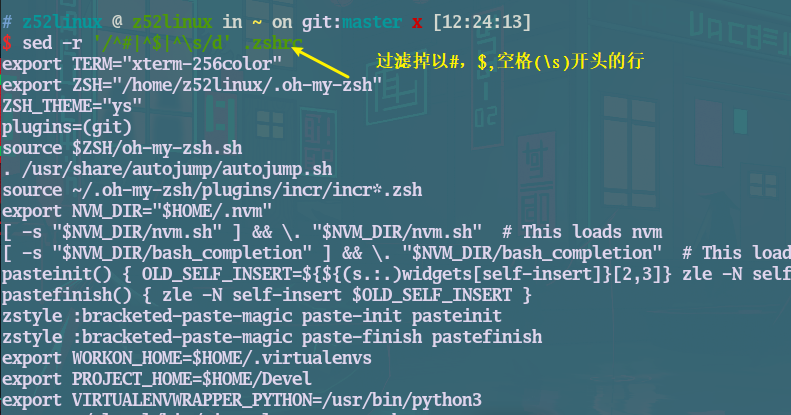 # z52linux @ z52linux in ~ on git:master x [12:24:13]
$ sed -r '/^#|^$|^\s/d' .zshrc
过滤掉以#，$,空格(\s)开头的行
export TERM="xterm-256color"
export ZSH="/home/z52linux/.oh-my-zsh"
ZSH_THEME="ys"
plugins=(git)
source $ZSH/oh-my-zsh.sh
. /usr/share/autojump/autojump.sh
source ~/.oh-my-zsh/plugins/incr/incr*.zsh
export NVM_DIR="$HOME/.nvm"
[ -s "$NVM_DIR/nvm.sh" ] && \. "$NVM_DIR/nvm.sh"  # This loads nvm
[ -s "$NVM_DIR/bash_completion" ] && \. "$NVM_DIR/bash_completion"  # This load
pasteinit() { OLD_SELF_INSERT=${${(s.:.)widgets[self-insert]}[2,3]} zle -N self
pastefinish() { zle -N self-insert $OLD_SELF_INSERT }
zstyle :bracketed-paste-magic paste-init pasteinit
zstyle :bracketed-paste-magic paste-finish pastefinish
export WORKON_HOME=$HOME/.virtualenvs
export PROJECT_HOME=$HOME/Devel
export VIRTUALENVWRAPPER_PYTHON=/usr/bin/python3